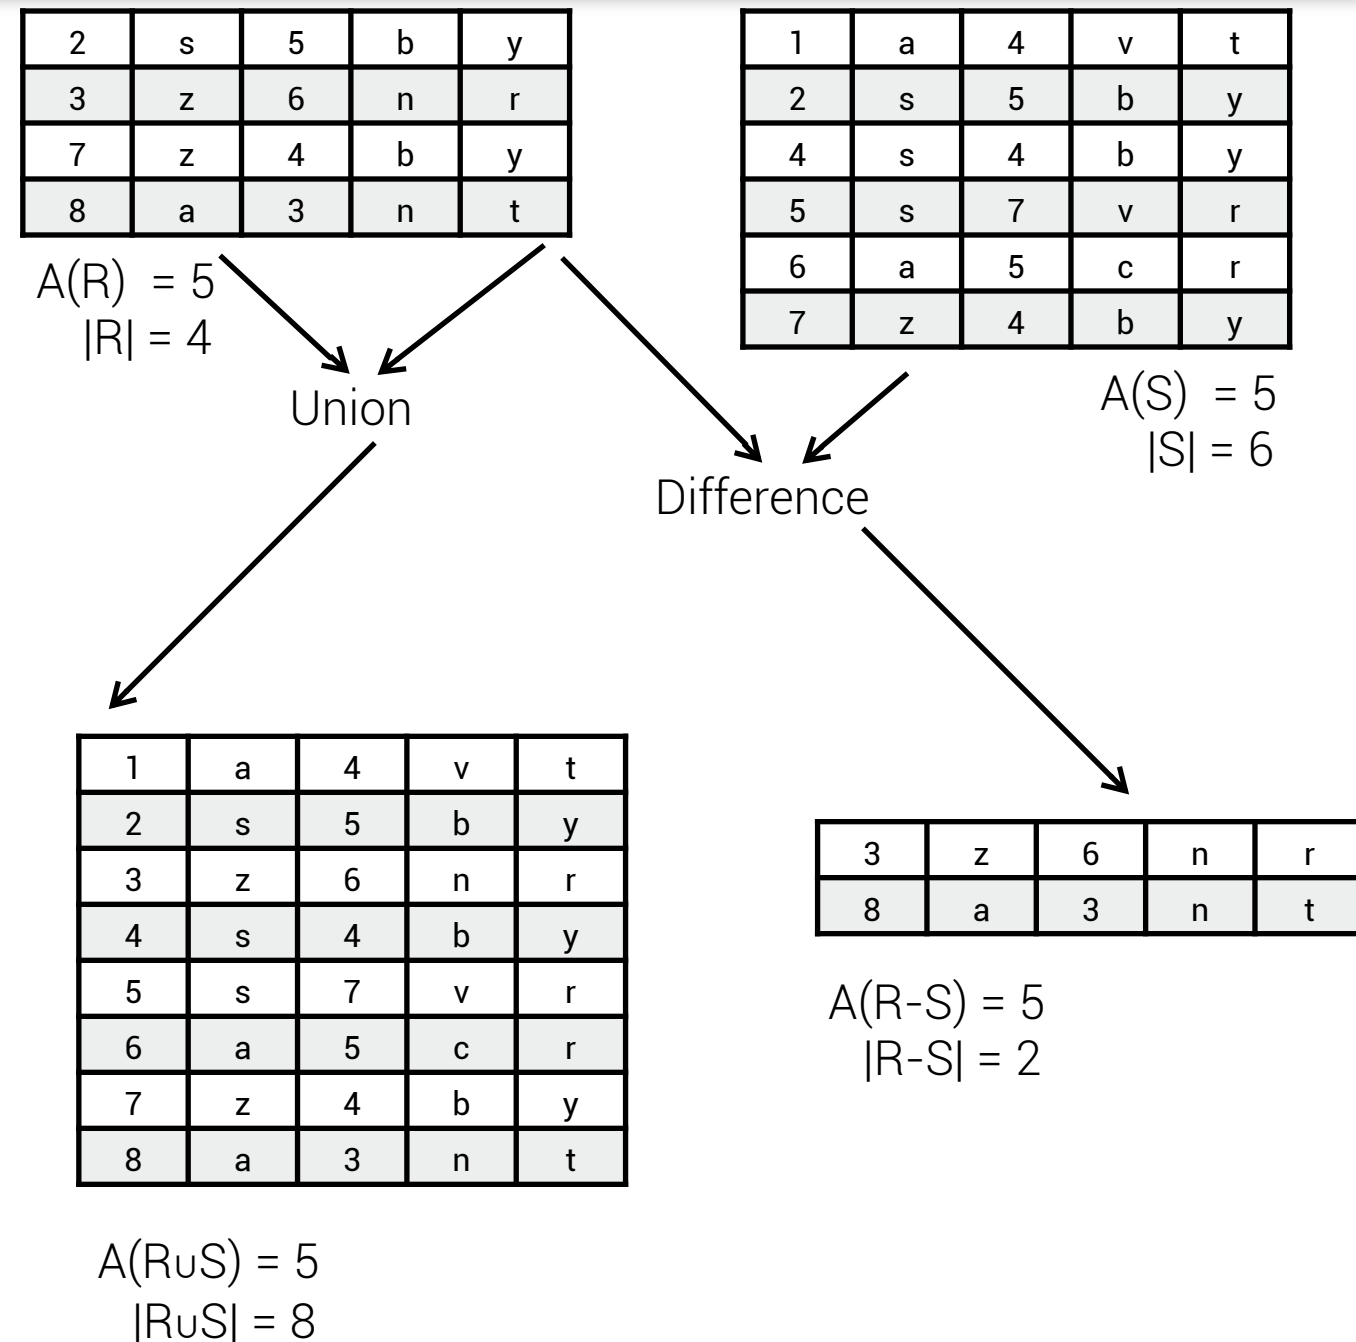 2 s 5 b y
3 z 6 n r
7 z 4 b y
8 a 3 n t
A(R) = 5
|R| = 4
1 a 4 v t
2 s 5 b y
4 s 4 b y
5 s 7 v r
6 a 5 c r
7 z 4 b y
A(S) = 5
|S| = 6
Union
Difference
1 a 4 v t
2 s 5 b y
3 z 6 n r
4 s 4 b y
5 s 7 v r
6 a 5 c r
7 z 4 b y
8 a 3 n t
A(R∪S) = 5
|R∪S| = 8
3 z 6 n r
8 a 3 n t
A(R-S) = 5
|R-S| = 2